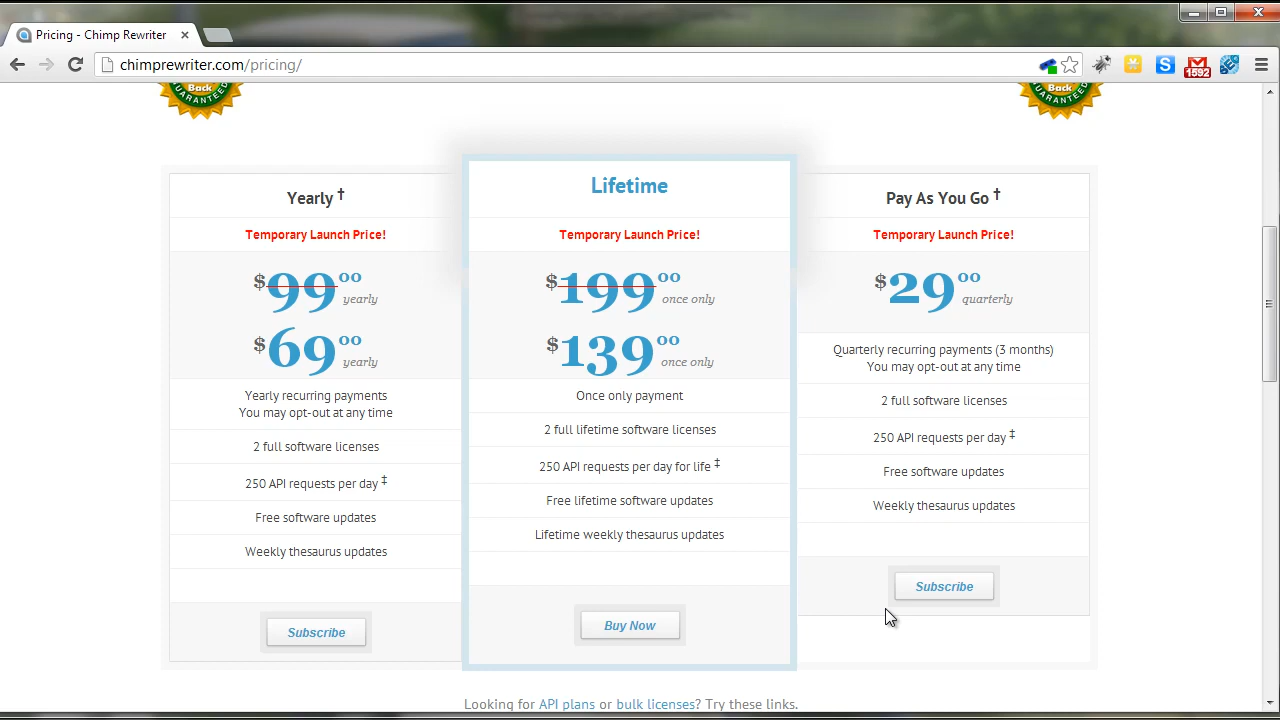 Pricing - Chimp Rewriter
chimprewriter.com/pricing/
1592
Back
GUARANTEED
Back
GUARANTEED
Yearly †
Temporary Launch Price!
$99.00 yearly
$69.00 yearly
Yearly recurring payments
You may opt-out at any time
2 full software licenses
250 API requests per day ‡
Free software updates
Weekly thesaurus updates
Subscribe
Lifetime
Temporary Launch Price!
$199.00 once only
$139.00 once only
Once only payment
2 full lifetime software licenses
250 API requests per day for life ‡
Free lifetime software updates
Lifetime weekly thesaurus updates
Buy Now
Pay As You Go †
Temporary Launch Price!
$29.00 quarterly
Quarterly recurring payments (3 months)
You may opt-out at any time
2 full software licenses
250 API requests per day ‡
Free software updates
Weekly thesaurus updates
Subscribe
Looking for API plans or bulk licenses? Try these links.